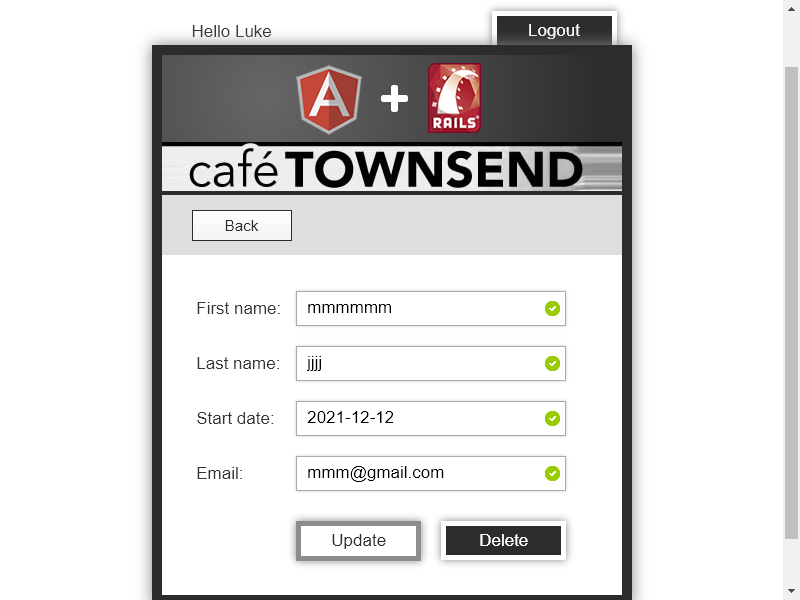 Hello Luke
Logout
A
RAILS
café TOWNSEND
Back
First name: mmmmmm
Last name: jjjj
Start date: 2021-12-12
Email: mmm@gmail.com
Update
Delete